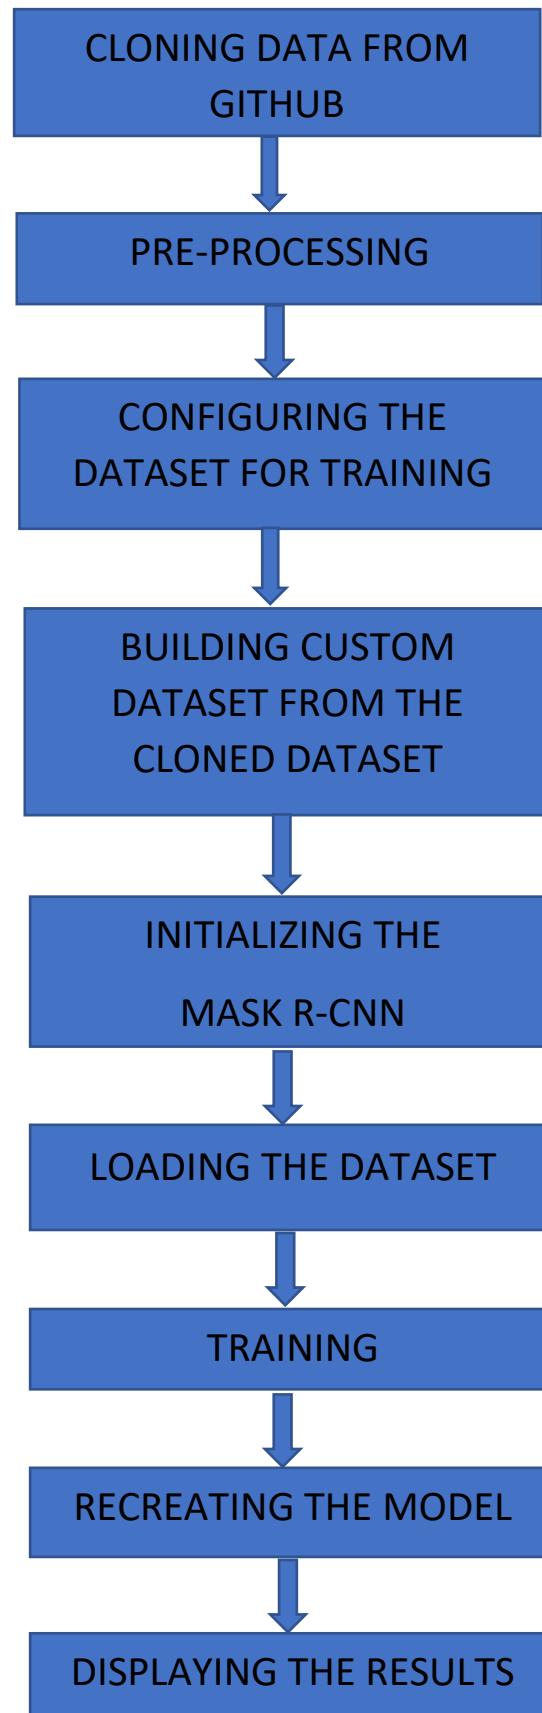 CLONING DATA FROM
GITHUB
PRE-PROCESSING
CONFIGURING THE
DATASET FOR TRAINING
BUILDING CUSTOM
DATASET FROM THE
CLONED DATASET
INITIALIZING THE
MASK R-CNN
LOADING THE DATASET
TRAINING
RECREATING THE MODEL
DISPLAYING THE RESULTS